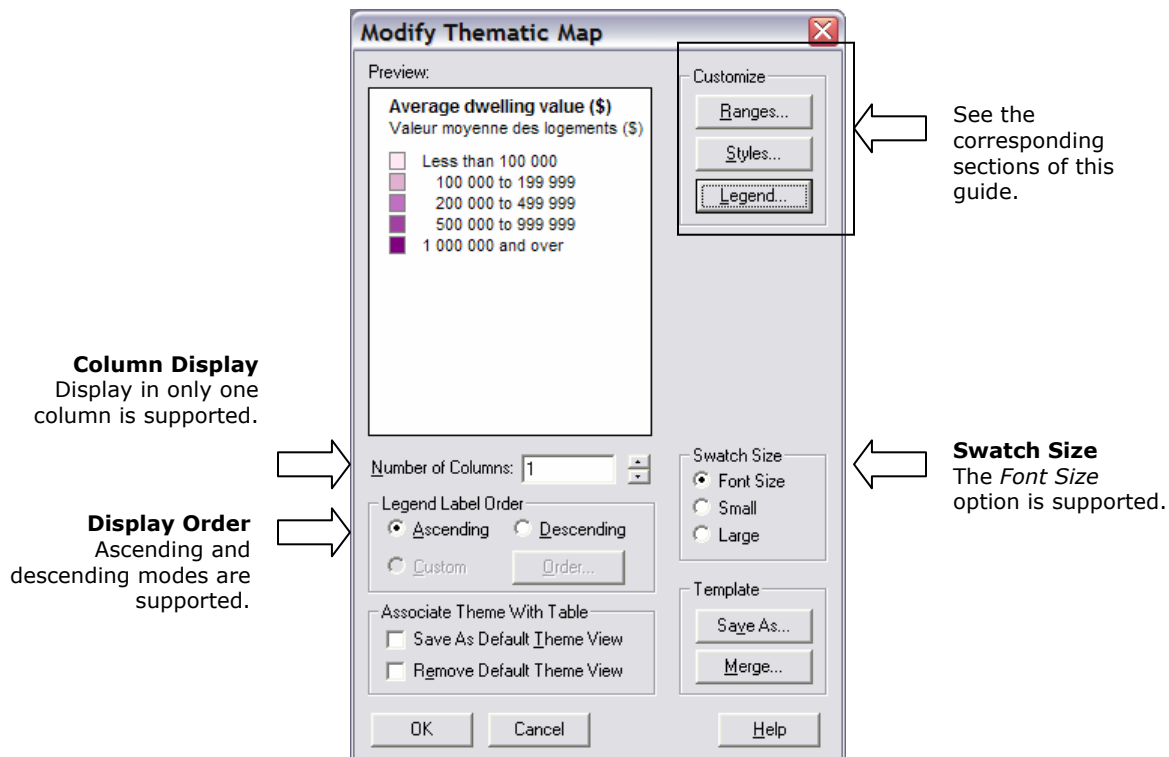 Modify Thematic Map
Preview:
Average dwelling value ($)
Valeur moyenne des logements ($)
Less than 100 000
100 000 to 199 999
200 000 to 499 999
500 000 to 999 999
1 000 000 and over
Customize
Ranges...
Styles...
Legend...
See the
corresponding
sections of this
guide.
Column Display
Display in only one
column is supported.
Number of Columns: 1
Swatch Size
Font Size
Small
Large
Swatch Size
The Font Size
option is supported.
Display Order
Ascending and
descending modes are
supported.
Legend Label Order
Ascending Descending
Custom Order...
Associate Theme With Table
Save As Default Theme View
Remove Default Theme View
Template
Save As...
Merge...
OK Cancel Help